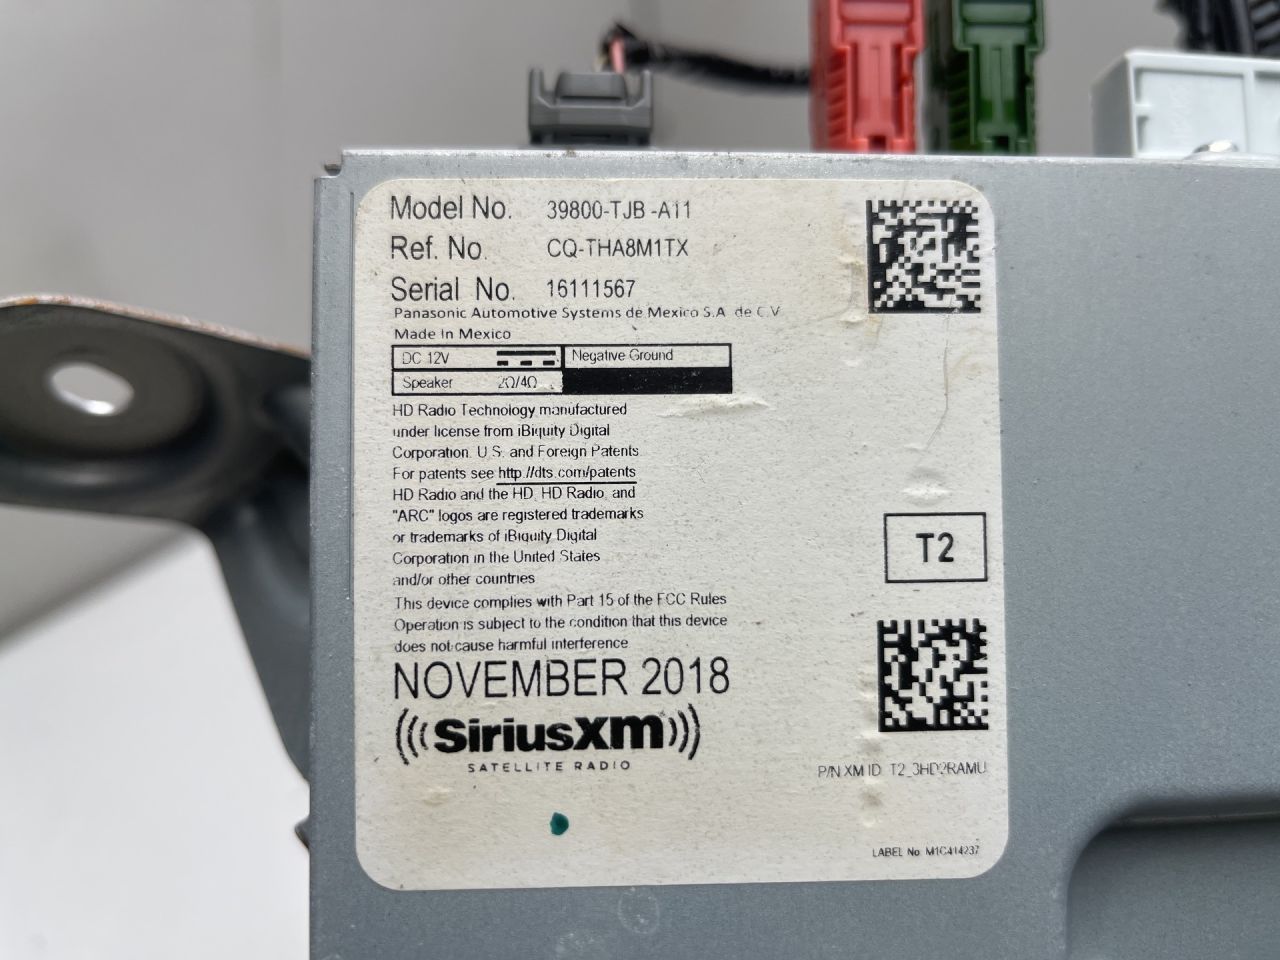 Model No. 39800-TJB -A11
Ref. No. CQ-THA8M1TX
Serial No. 16111567
Panasonic Automotive Systems de Mexico S.A. de C.V
Made In Mexico
DC 12V Negative Ground
Speaker 2Ω/4Ω
HD Radio Technology manufactured
under license from iBiquity Digital
Corporation. U.S. and Foreign Patents.
For patents see http://dts.com/patents
HD Radio and the HD, HD Radio, and
"ARC" logos are registered trademarks
or trademarks of iBiquity Digital
Corporation in the United States
and/or other countries
This device complies with Part 15 of the FCC Rules
Operation is subject to the condition that this device
does not cause harmful interference
NOVEMBER 2018
SiriusXm
SATELLITE RADIO
T2
P/N XM ID T2_3HD2RAMU
LABEL No M1C414237